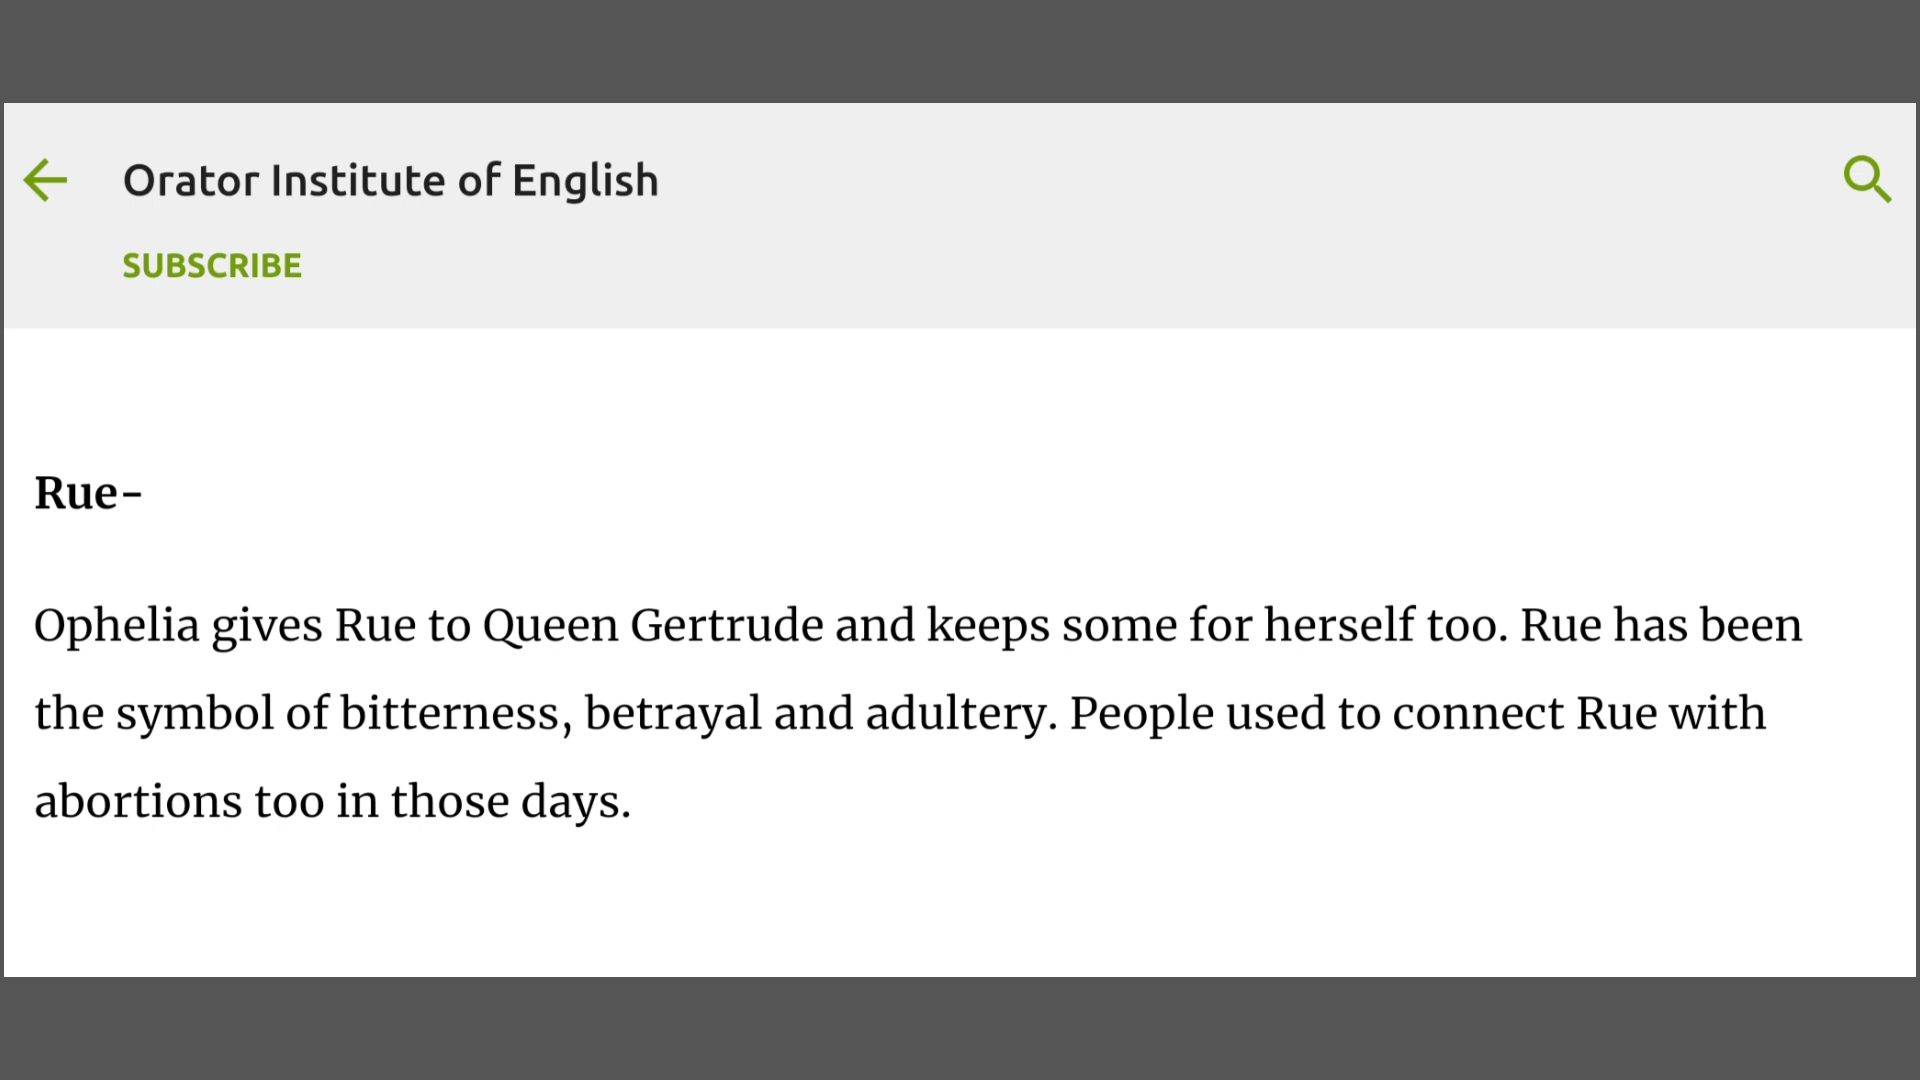 Orator Institute of English
SUBSCRIBE
Rue-
Ophelia gives Rue to Queen Gertrude and keeps some for herself too. Rue has been
the symbol of bitterness, betrayal and adultery. People used to connect Rue with
abortions too in those days.